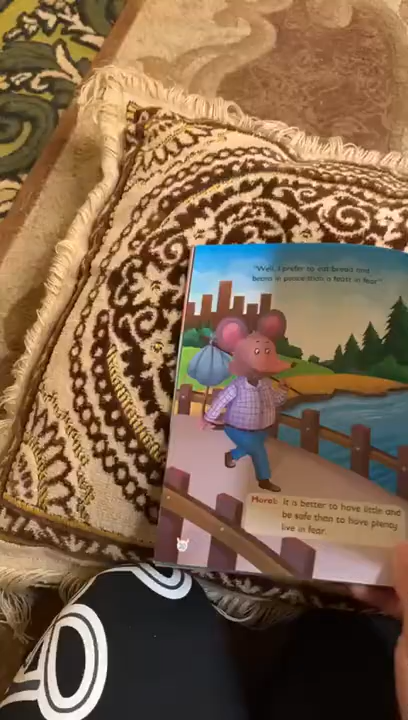 "Well, I prefer to eat bread and
beans in peace than a feast in fear"
Moral: It is better to have little and
be safe than to have plenty
live in fear.